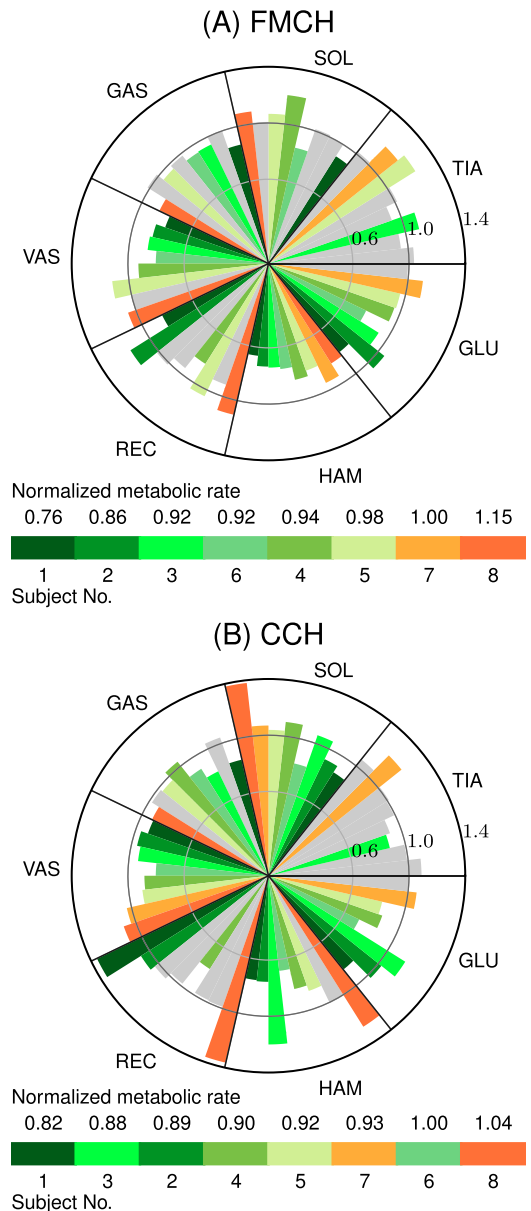 (A) FMCH
SOL
GAS
TIA
VAS
0.6
1.0
1.4
GLU
REC
HAM
Normalized metabolic rate
0.76 0.86 0.92 0.92 0.94 0.98 1.00 1.15
1 2 3 6 4 5 7 8
Subject No.
(B) CCH
SOL
GAS
TIA
VAS
0.6
1.0
1.4
GLU
REC
HAM
Normalized metabolic rate
0.82 0.88 0.89 0.90 0.92 0.93 1.00 1.04
1 3 2 4 5 7 6 8
Subject No.